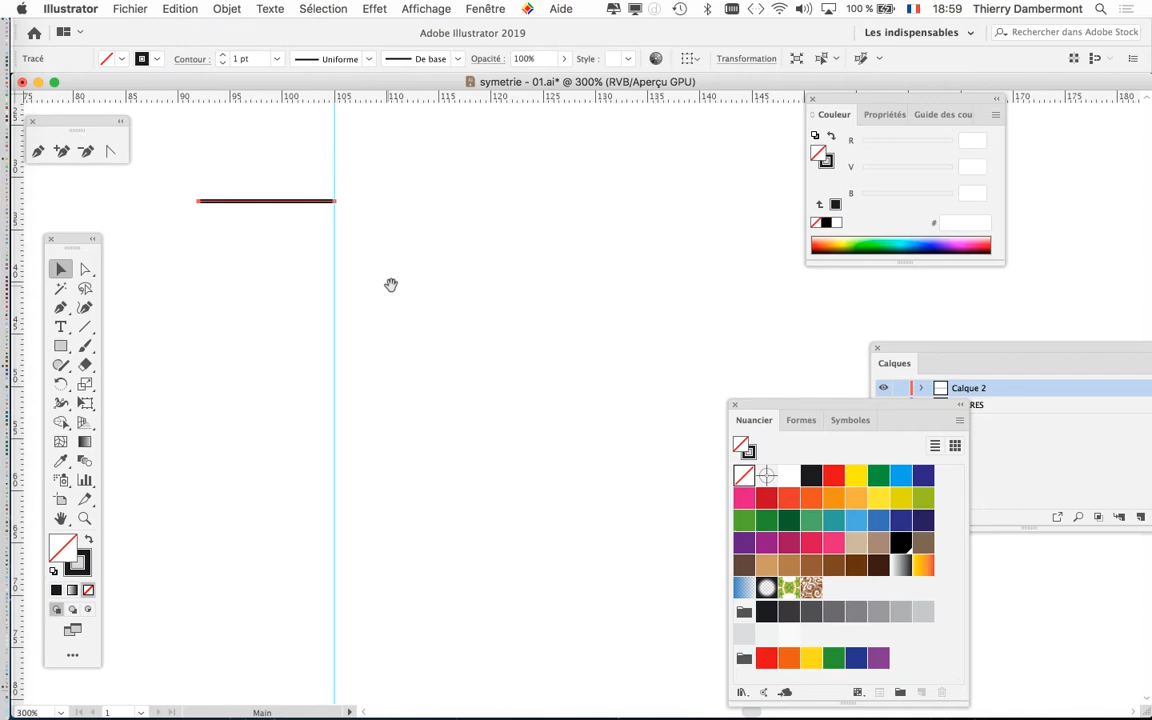 Illustrator Fichier Edition Objet Texte Sélection Effet Affichage Fenêtre Aide 100 % 18:59 Thierry Dambermont
Adobe Illustrator 2019 Les indispensables Rechercher dans Adobe Stock
Tracé Contour : 1 pt Uniforme De base Opacité : 100% Style : Transformation
symetrie - 01.ai* @ 300% (RVB/Aperçu GPU)
75 80 85 90 95 100 105 110 115 120 125 130 135 140 145 170 175 180
Couleur Propriétés Guide des cou
R
V
B
#
Calques
Calque 2
RES
Nuancier Formes Symboles
300% 1 Main